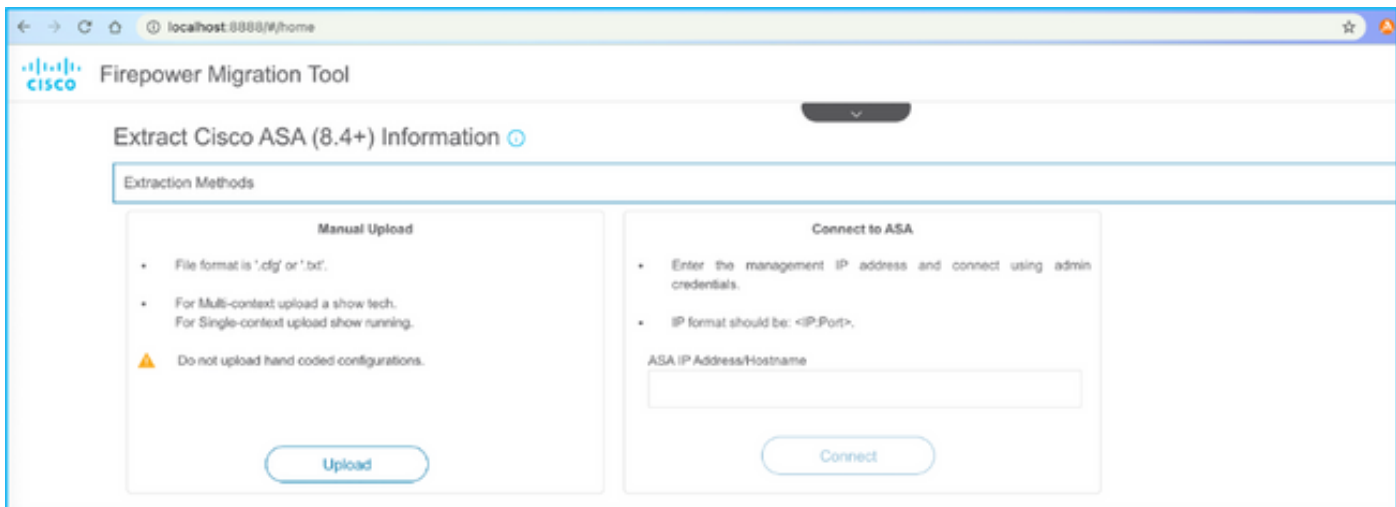 localhost:8888/#/home
CISCO
Firepower Migration Tool
Extract Cisco ASA (8.4+) Information
Extraction Methods
Manual Upload
• File format is '.cfg' or '.txt'.
• For Multi-context upload a show tech.
For Single-context upload show running.
Do not upload hand coded configurations.
Upload
Connect to ASA
• Enter the management IP address and connect using admin
credentials.
• IP format should be: <IP:Port>.
ASA IP Address/Hostname
Connect